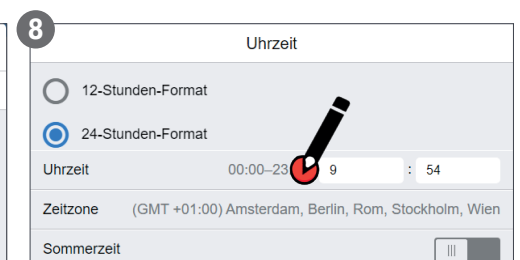 8
Uhrzeit
12-Stunden-Format
24-Stunden-Format
Uhrzeit 00:00–23 9 : 54
Zeitzone (GMT +01:00) Amsterdam, Berlin, Rom, Stockholm, Wien
Sommerzeit